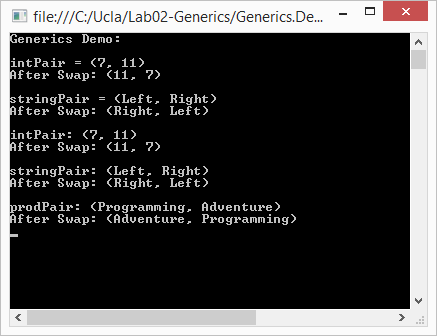 file:///C:/Ucla/Lab02-Generics/Generics.De...
Generics Demo:
intPair = (7, 11)
After Swap: (11, 7)
stringPair = (Left, Right)
After Swap: (Right, Left)
intPair: (7, 11)
After Swap: (11, 7)
stringPair: (Left, Right)
After Swap: (Right, Left)
prodPair: (Programming, Adventure)
After Swap: (Adventure, Programming)